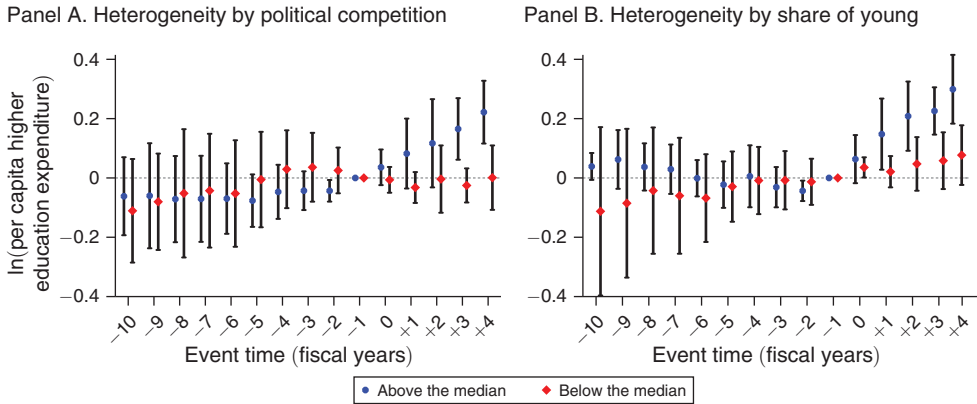 Panel A. Heterogeneity by political competition
ln(per capita higher
education expenditure)
0.4
0.2
0
−0.2
−0.4
−10 −9 −8 −7 −6 −5 −4 −3 −2 −1 0 +1 +2 +3 +4
Event time (fiscal years)
Panel B. Heterogeneity by share of young
0.4
0.2
0
−0.2
−0.4
−10 −9 −8 −7 −6 −5 −4 −3 −2 −1 0 +1 +2 +3 +4
Event time (fiscal years)
Above the median Below the median